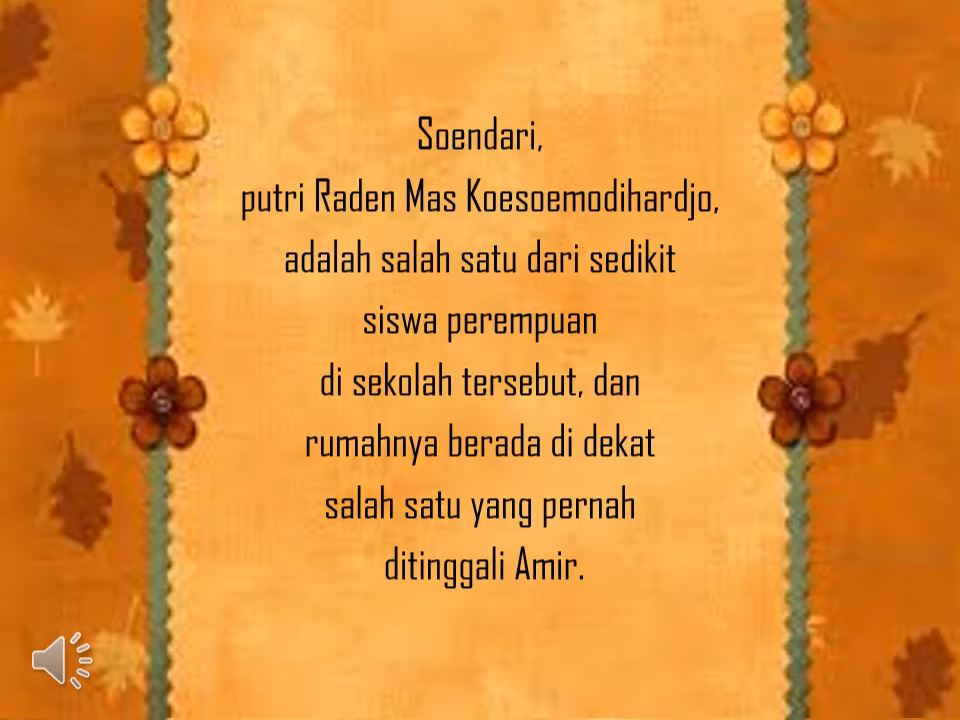 Soendari,
putri Raden Mas Koesoemodihardjo,
adalah salah satu dari sedikit
siswa perempuan
di sekolah tersebut, dan
rumahnya berada di dekat
salah satu yang pernah
ditinggali Amir.